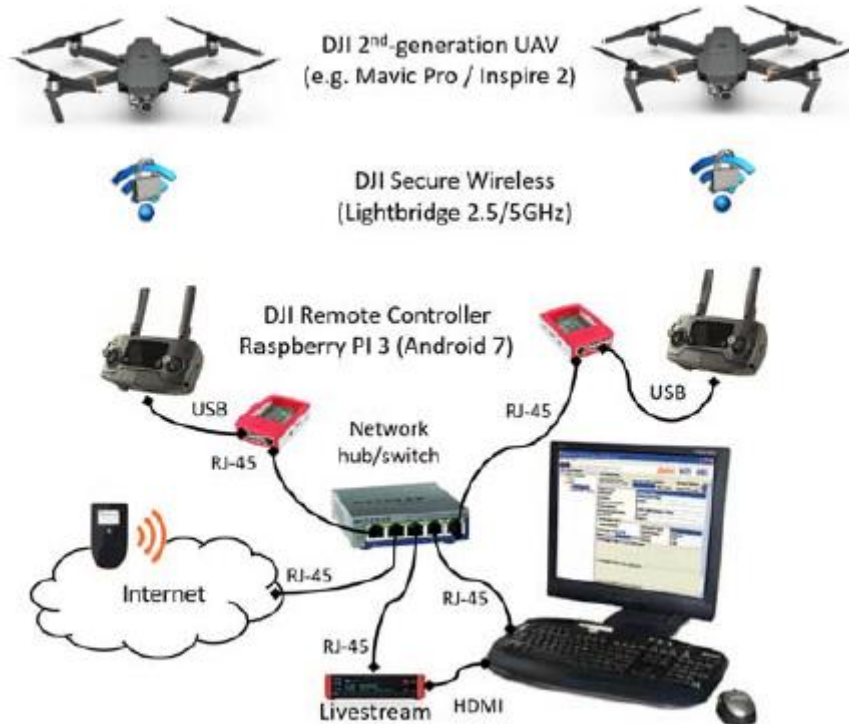 DJI 2nd-generation UAV
(e.g. Mavic Pro / Inspire 2)
DJI Secure Wireless
(Lightbridge 2.5/5GHz)
DJI Remote Controller
Raspberry PI 3 (Android 7)
USB
USB
RJ-45
RJ-45
Network
hub/switch
NETGEAR
Internet
RJ-45
RJ-45
RJ-45
Livestream
HDMI